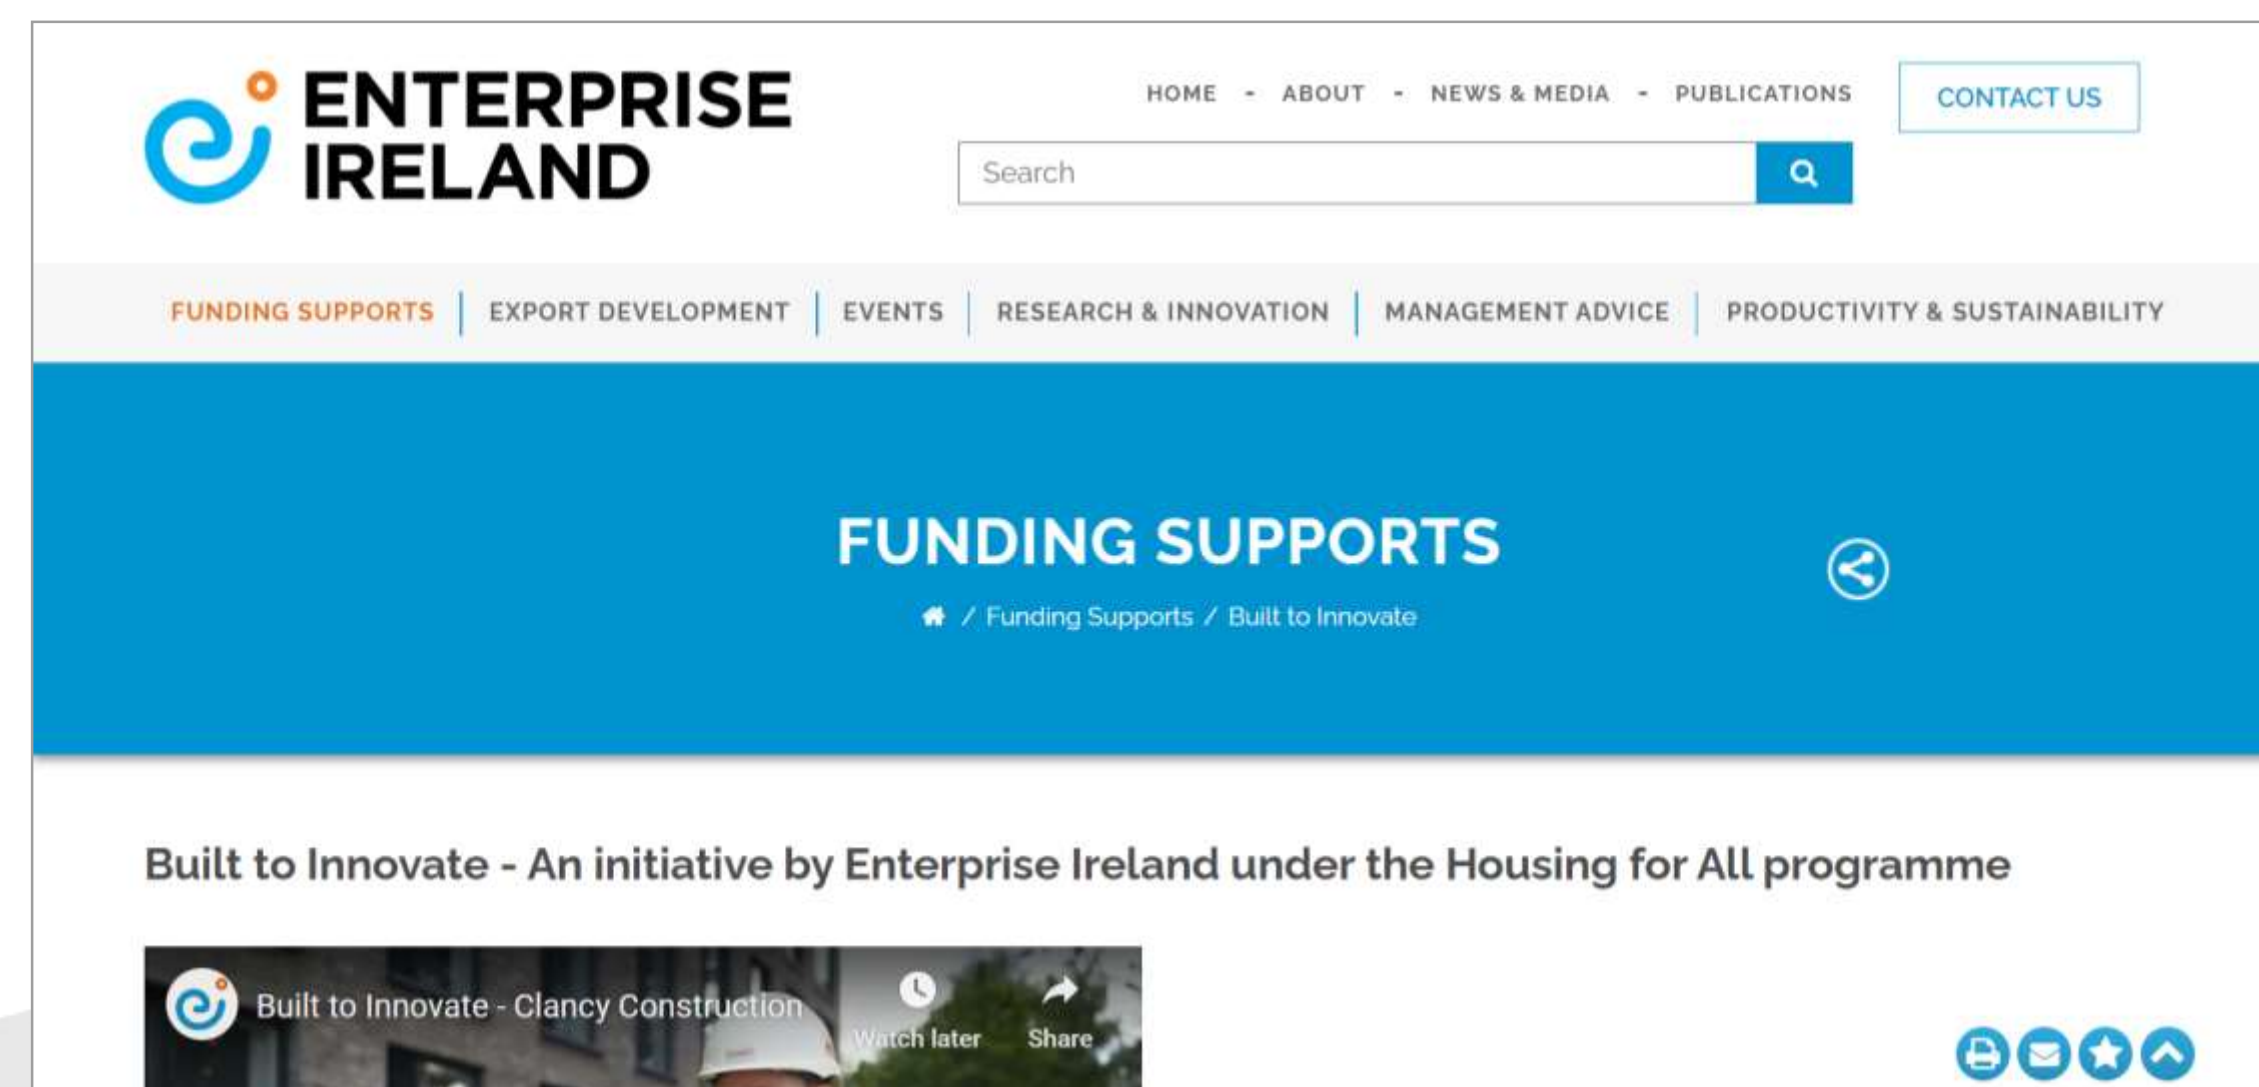 ENTERPRISE
IRELAND
HOME - ABOUT - NEWS & MEDIA - PUBLICATIONS
CONTACT US
Search
FUNDING SUPPORTS | EXPORT DEVELOPMENT | EVENTS | RESEARCH & INNOVATION | MANAGEMENT ADVICE | PRODUCTIVITY & SUSTAINABILITY
FUNDING SUPPORTS
/ Funding Supports / Built to Innovate
Built to Innovate - An initiative by Enterprise Ireland under the Housing for All programme
Built to Innovate - Clancy Construction
Watch later
Share